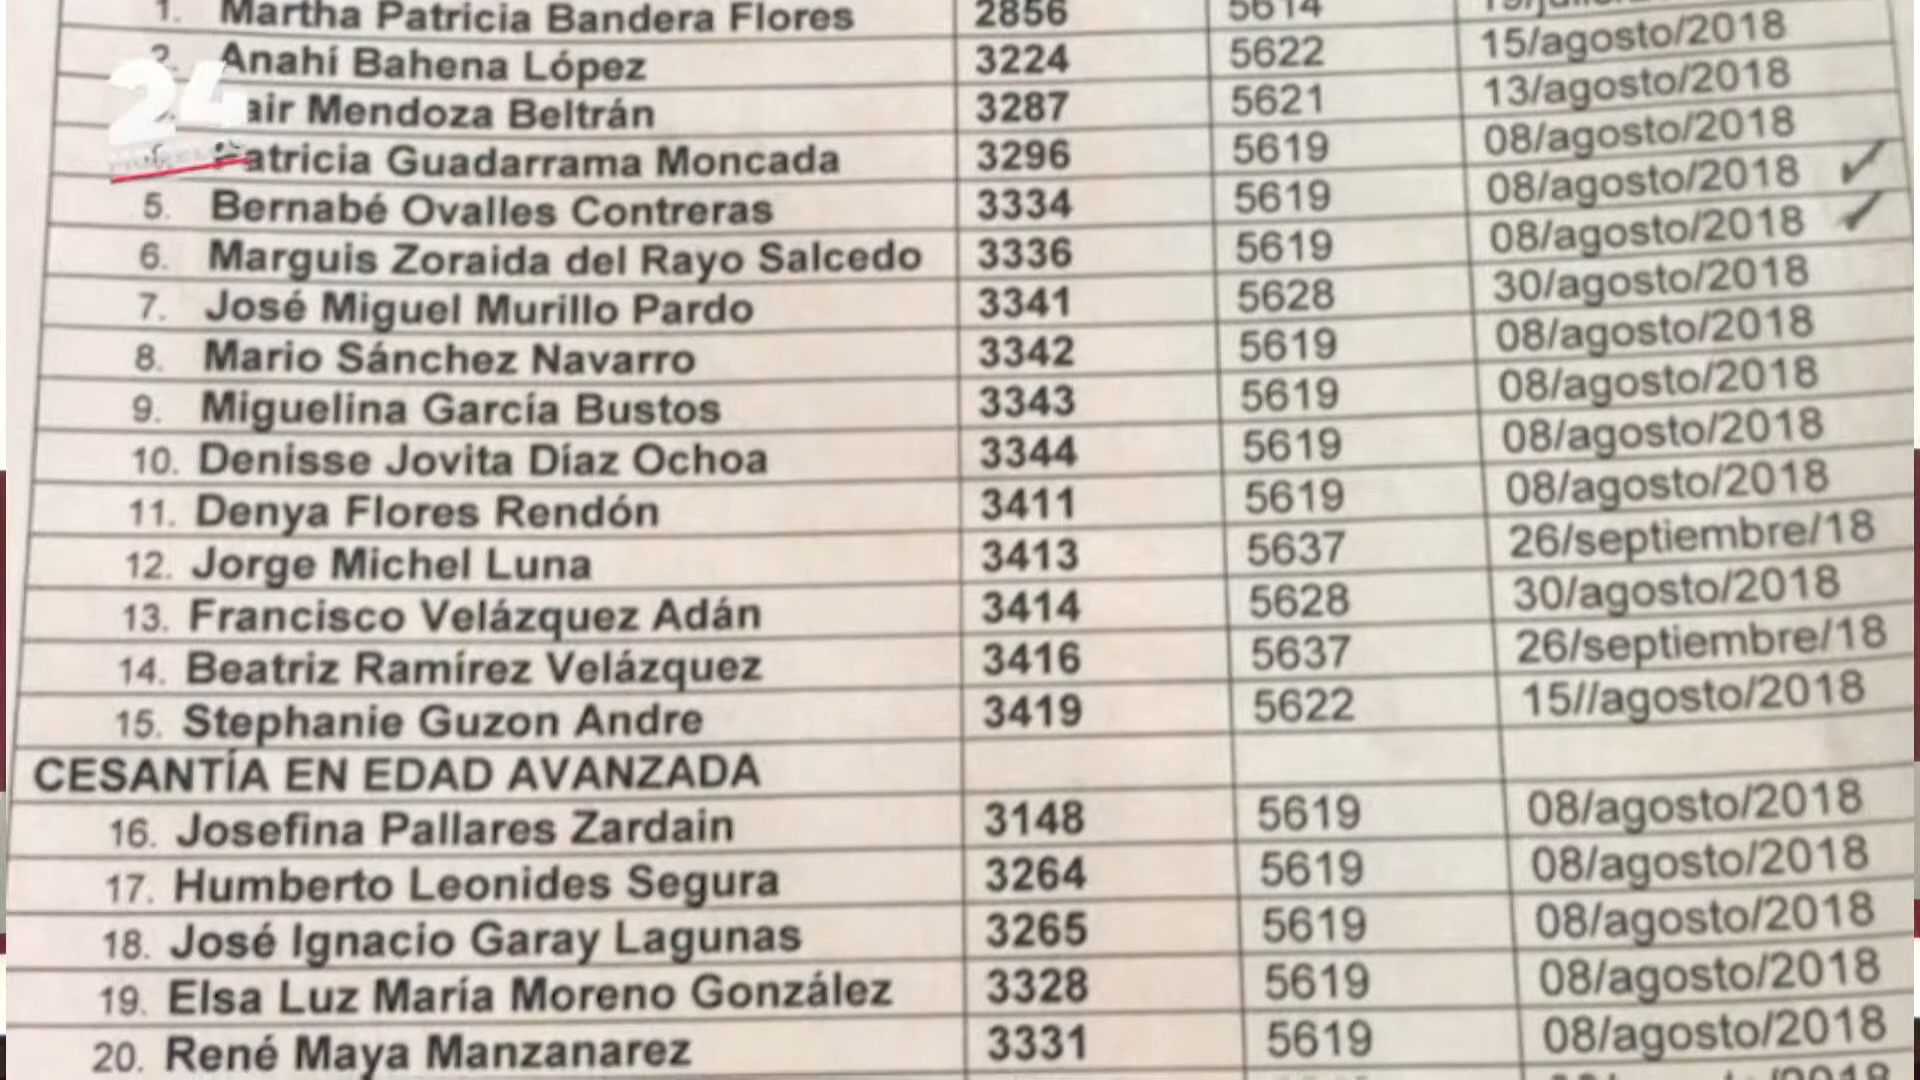 1. Martha Patricia Bandera Flores 2856 5614
2. Anahí Bahena López 3224 5622 15/agosto/2018
air Mendoza Beltrán 3287 5621 13/agosto/2018
Patricia Guadarrama Moncada 3296 5619 08/agosto/2018
5. Bernabé Ovalles Contreras 3334 5619 08/agosto/2018
6. Marguis Zoraida del Rayo Salcedo 3336 5619 08/agosto/2018
7. José Miguel Murillo Pardo 3341 5628 30/agosto/2018
8. Mario Sánchez Navarro 3342 5619 08/agosto/2018
9. Miguelina García Bustos 3343 5619 08/agosto/2018
10. Denisse Jovita Díaz Ochoa 3344 5619 08/agosto/2018
11. Denya Flores Rendón 3411 5619 08/agosto/2018
12. Jorge Michel Luna 3413 5637 26/septiembre/18
13. Francisco Velázquez Adán 3414 5628 30/agosto/2018
14. Beatriz Ramírez Velázquez 3416 5637 26/septiembre/18
15. Stephanie Guzon Andre 3419 5622 15//agosto/2018
CESANTÍA EN EDAD AVANZADA
16. Josefina Pallares Zardain 3148 5619 08/agosto/2018
17. Humberto Leonides Segura 3264 5619 08/agosto/2018
18. José Ignacio Garay Lagunas 3265 5619 08/agosto/2018
19. Elsa Luz María Moreno González 3328 5619 08/agosto/2018
20. René Maya Manzanarez 3331 5619 08/agosto/2018
24